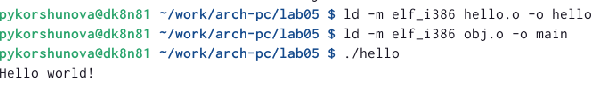 pykorshunova@dk8n81 ~/work/arch-pc/lab05 $ ld -m elf_i386 hello.o -o hello
pykorshunova@dk8n81 ~/work/arch-pc/lab05 $ ld -m elf_i386 obj.o -o main
pykorshunova@dk8n81 ~/work/arch-pc/lab05 $ ./hello
Hello world!